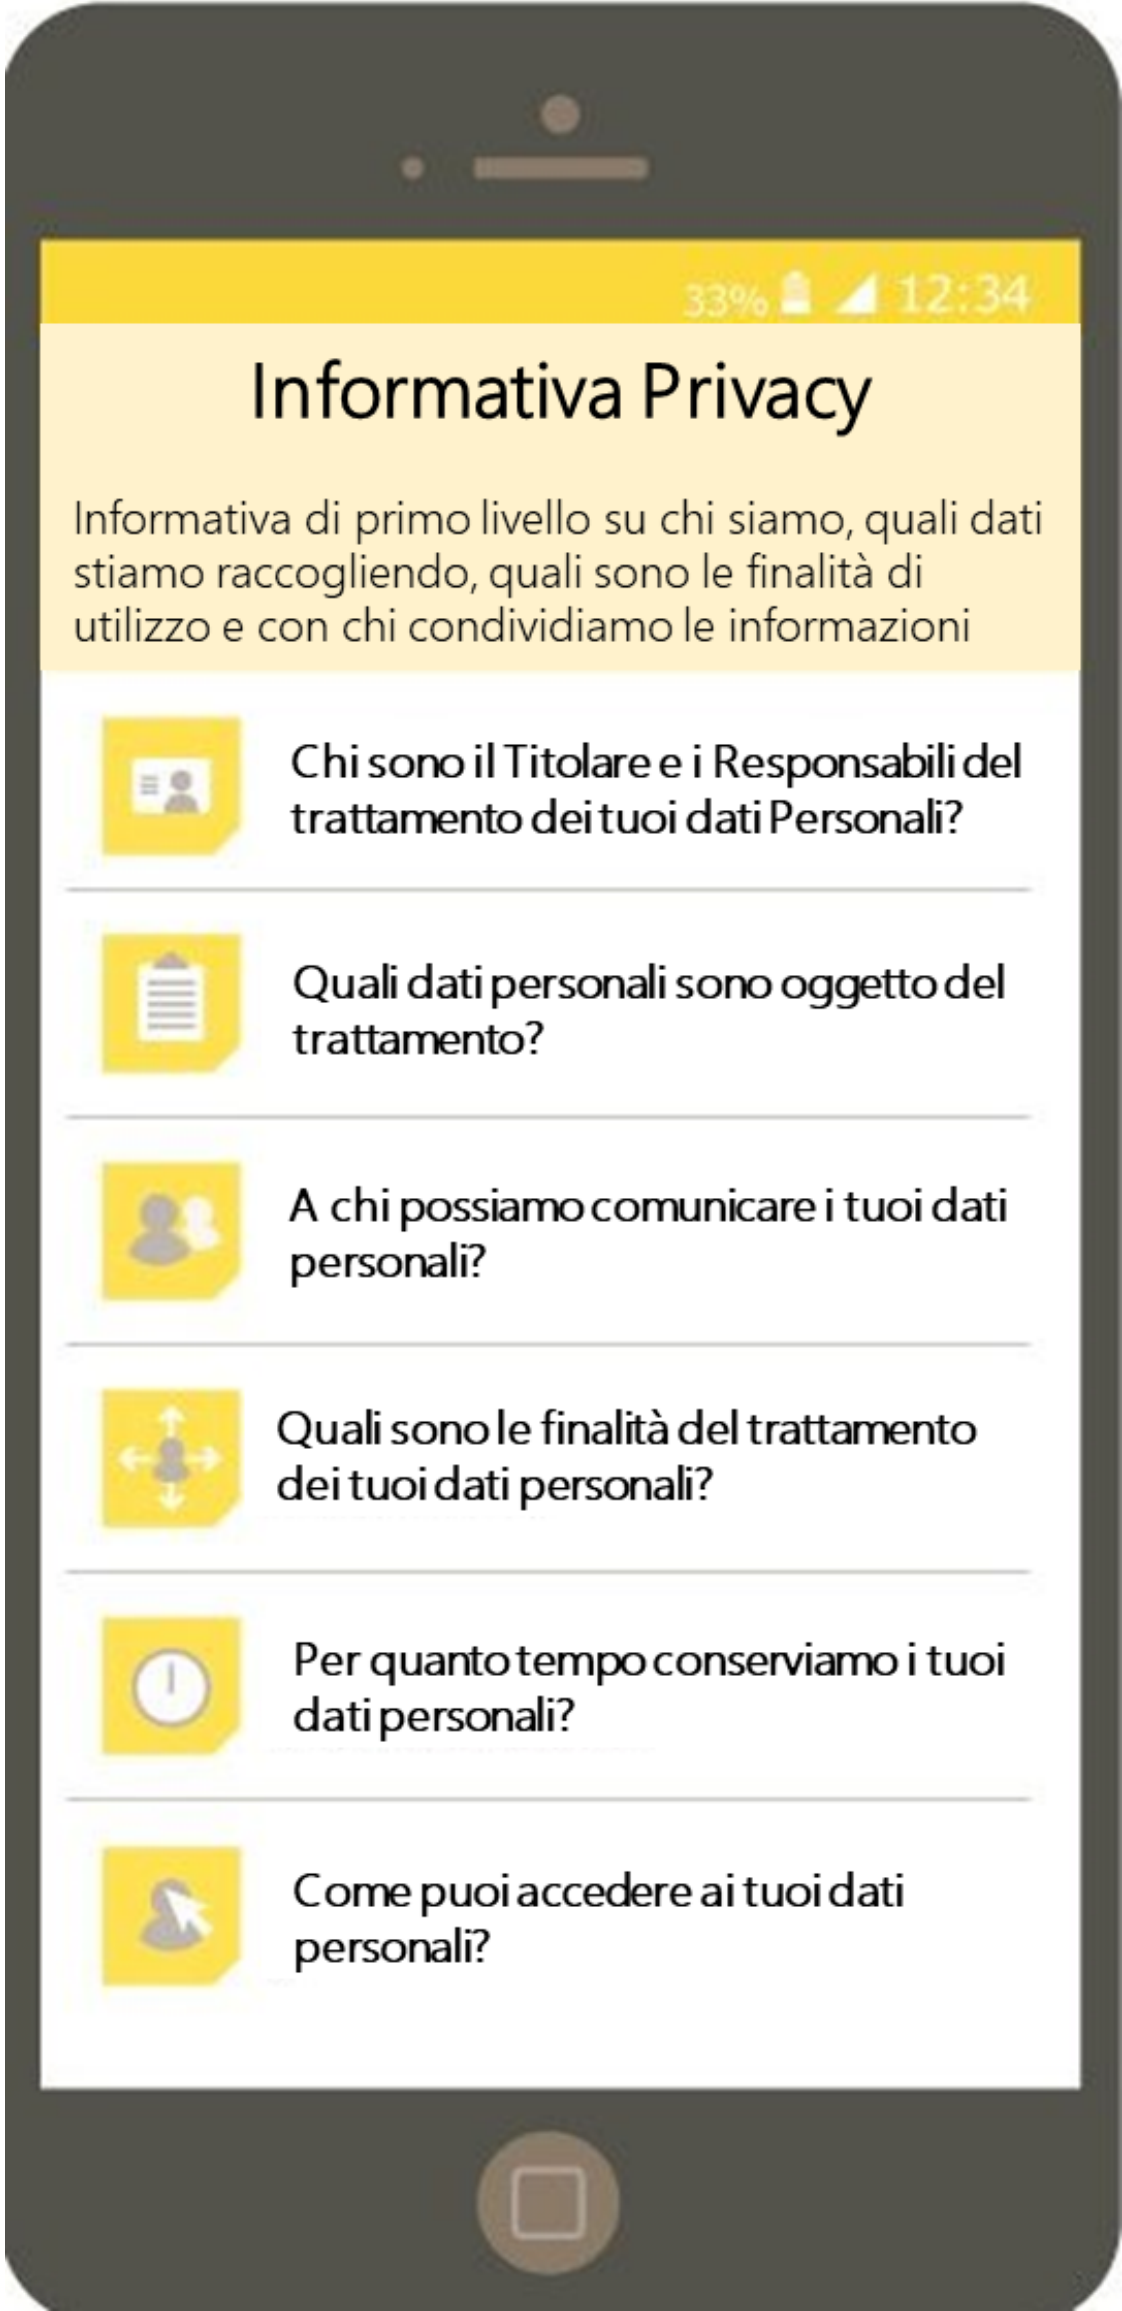 33% 12:34
Informativa Privacy
Informativa di primo livello su chi siamo, quali dati
stiamo raccogliendo, quali sono le finalità di
utilizzo e con chi condividiamo le informazioni
Chi sono il Titolare e i Responsabili del
trattamento dei tuoi dati Personali?
Quali dati personali sono oggetto del
trattamento?
A chi possiamo comunicare i tuoi dati
personali?
Quali sono le finalità del trattamento
dei tuoi dati personali?
Per quanto tempo conserviamo i tuoi
dati personali?
Come puoi accedere ai tuoi dati
personali?